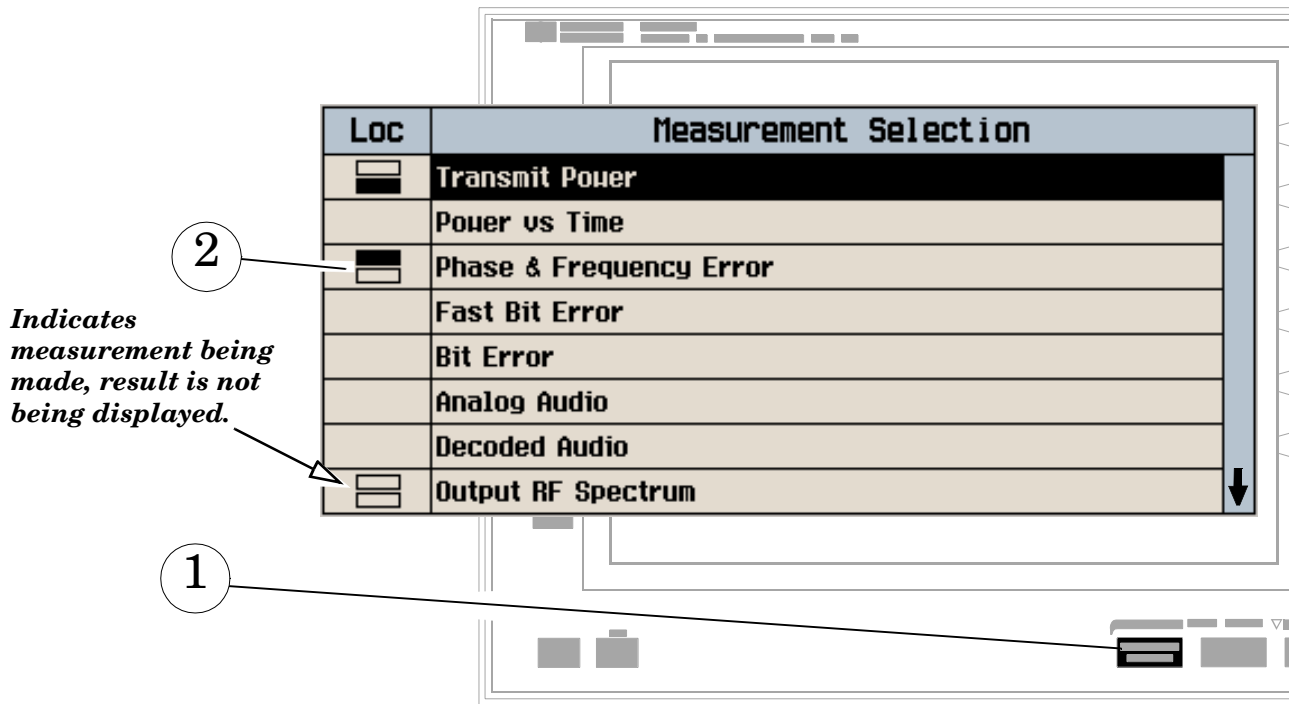 Loc Measurement Selection
Transmit Power
Power vs Time
2
Phase & Frequency Error
Indicates
measurement being
made, result is not
being displayed.
Fast Bit Error
Bit Error
Analog Audio
Decoded Audio
Output RF Spectrum
1